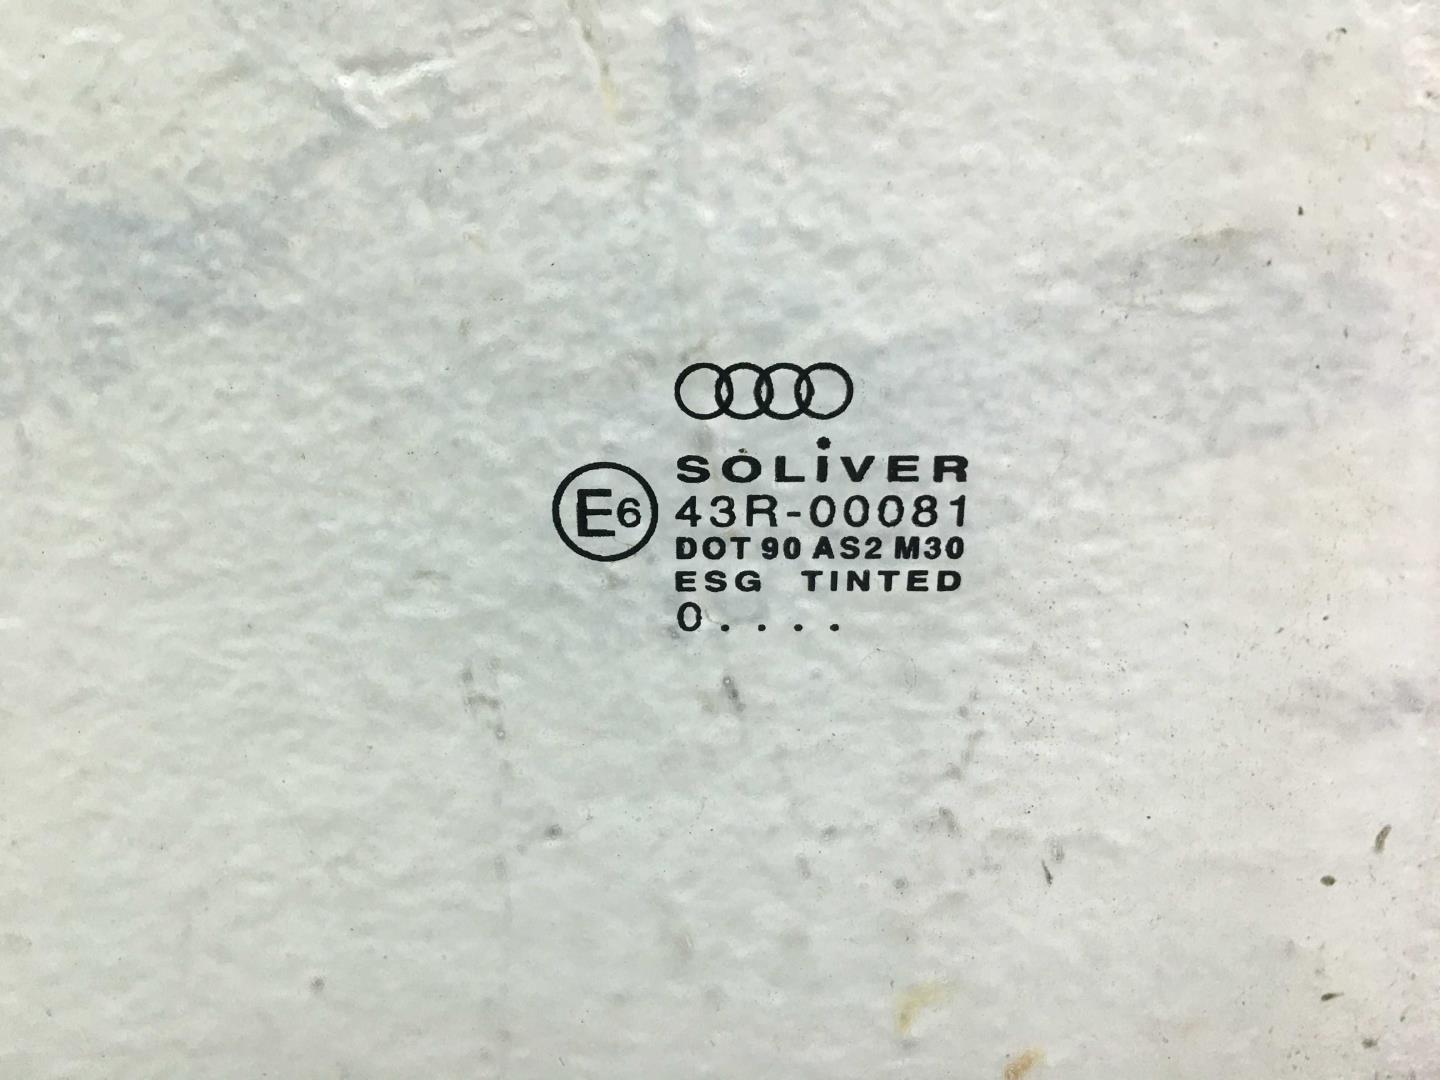 SOLiVER
E6
43R-00081
DOT 90 AS2 M30
ESG TINTED
0....